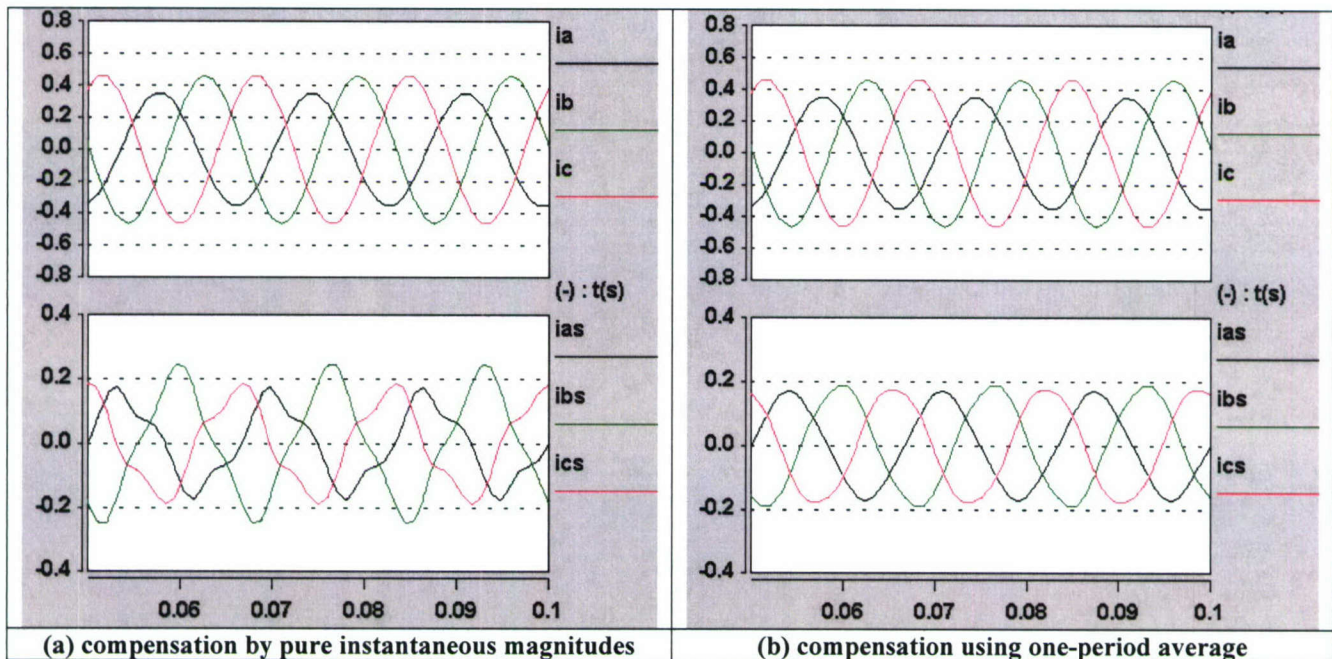 0.8
0.6
0.4
0.2
0.0
-0.2
-0.4
-0.6
-0.8
ia
ib
ic
(-) : t(s)
0.4
0.2
0.0
-0.2
-0.4
ias
ibs
ics
0.06 0.07 0.08 0.09 0.1
(a) compensation by pure instantaneous magnitudes
0.8
0.6
0.4
0.2
0.0
-0.2
-0.4
-0.6
-0.8
ia
ib
ic
(-) : t(s)
0.4
0.2
0.0
-0.2
-0.4
ias
ibs
ics
0.06 0.07 0.08 0.09 0.1
(b) compensation using one-period average